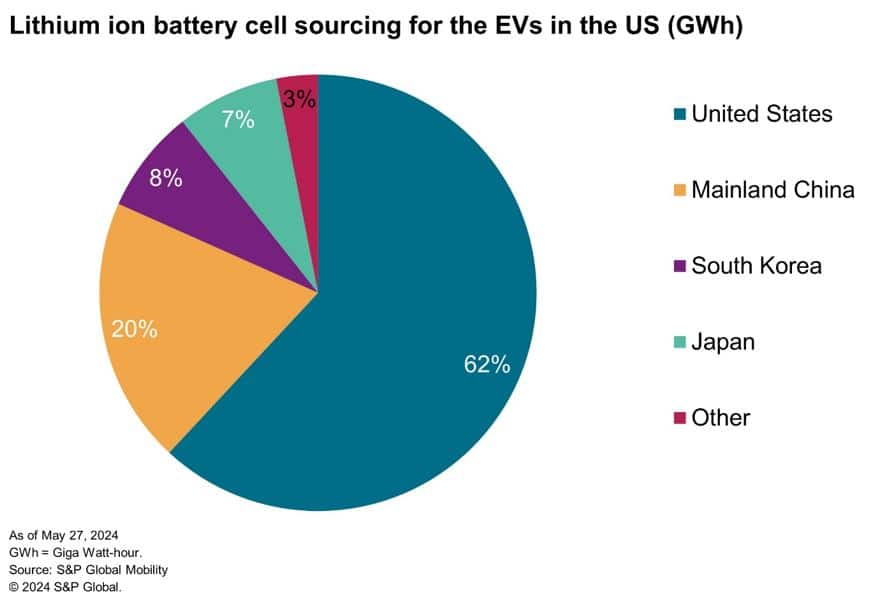 Lithium ion battery cell sourcing for the EVs in the US (GWh)
3%
7%
8%
20%
62%
United States
Mainland China
South Korea
Japan
Other
As of May 27, 2024
GWh = Giga Watt-hour.
Source: S&P Global Mobility
© 2024 S&P Global.